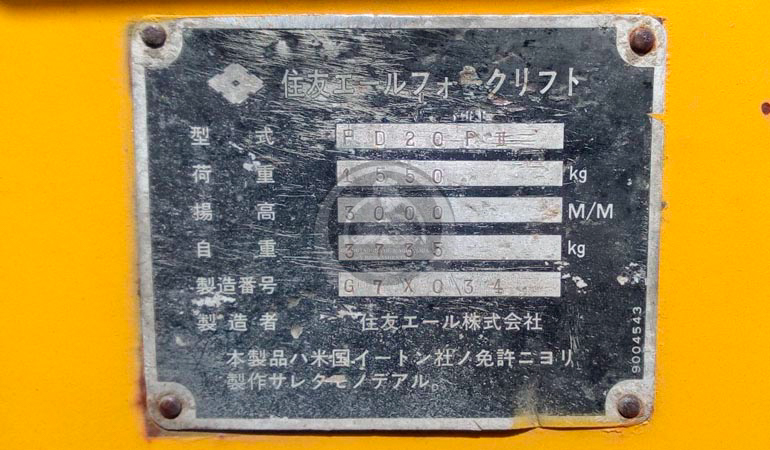 住友エールフォークリフト
型式 FD20PⅡ
荷重 1550 kg
揚高 3000 M/M
自重 3735 kg
製造番号 G7X034
製造者 住友エール株式会社
本製品ハ米国イートン社ノ免許ニヨリ
製作サレタモノデアル。
9004543